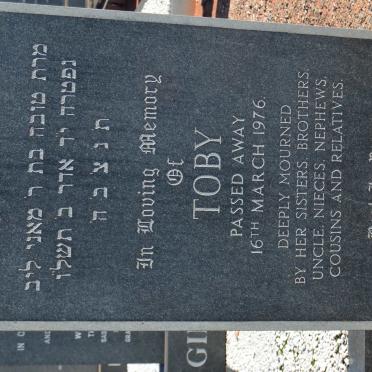 מרת טובה בת ר מאני ליב
נפטרה יד אדר ב תשלו
ת נ צ ב ה
In Loving Memory
Of
TOBY
PASSED AWAY
16TH MARCH 1976.
DEEPLY MOURNED
BY HER SISTERS, BROTHERS,
UNCLE, NIECES, NEPHEWS,
COUSINS AND RELATIVES.